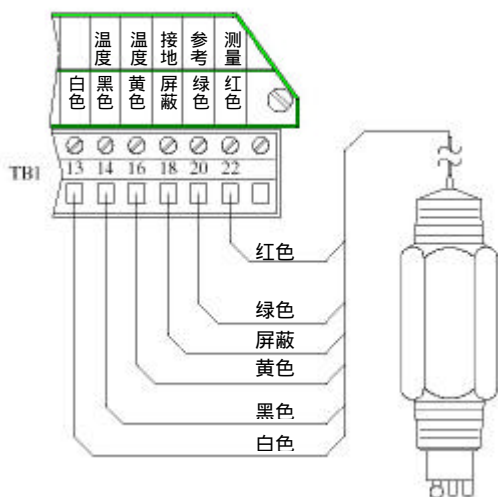 温度 温度 接地 参考 测量
白色 黑色 黄色 屏蔽 绿色 红色
TB1 13 14 16 18 20 22
红色
绿色
屏蔽
黄色
黑色
白色